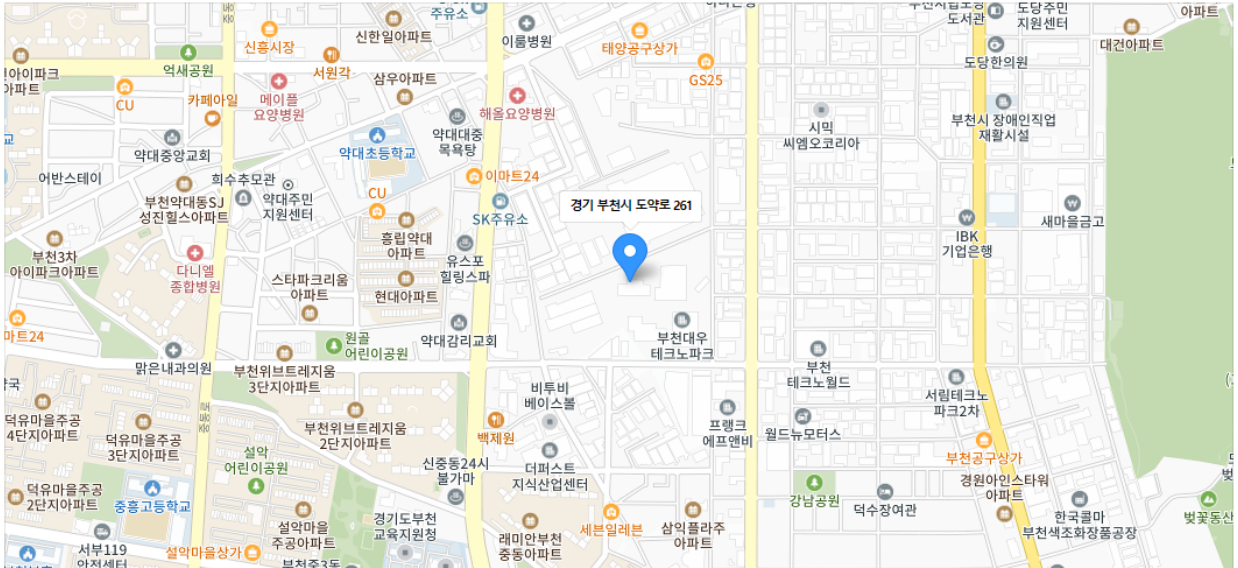 주유소
도서관
도당주민
지원센터
아파트
신흥시장
신한일아파트
이룸병원
태양공구상가
대건아파트
도당한의원
억새공원
서원각
GS25
아파트
CU
카페아일
메이플
요양병원
삼우아파트
해올요양병원
약대초등학교
약대대중
목욕탕
시믹
씨엠오코리아
부천시 장애인직업
재활시설
약대중앙교회
어반스테이
희수추모관
약대주민
지원센터
부천약대동SJ
성진힐스아파트
CU
이마트24
SK주유소
경기 부천시 도약로 261
새마을금고
IBK
기업은행
흥립약대
아파트
유스포
힐링스파
부천3차
아이파크아파트
다니엘
종합병원
스타파크리움
아파트
현대아파트
마트24
원골
어린이공원
약대감리교회
부천대우
테크노파크
맑은내과의원
부천위브트레지움
3단지아파트
부천
테크노월드
서림테크노
파크2차
비투비
베이스볼
덕유마을주공
4단지아파트
덕유마을주공
3단지아파트
부천위브트레지움
2단지아파트
백제원
프랭크
에프앤비
월드뉴모터스
설악
어린이공원
신중동24시
불가마
더퍼스트
지식산업센터
부천공구상가
덕유마을주공
2단지아파트
중흥고등학교
강남공원
덕수장여관
경원아인스타워
아파트
설악마을
주공아파트
경기도부천
교육지원청
래미안부천
중동아파트
세븐일레븐
삼익플라주
아파트
한국콜마
부천색조화장품공장
벚꽃동산
서부119
안전센터
설악마을상가
부천중3동